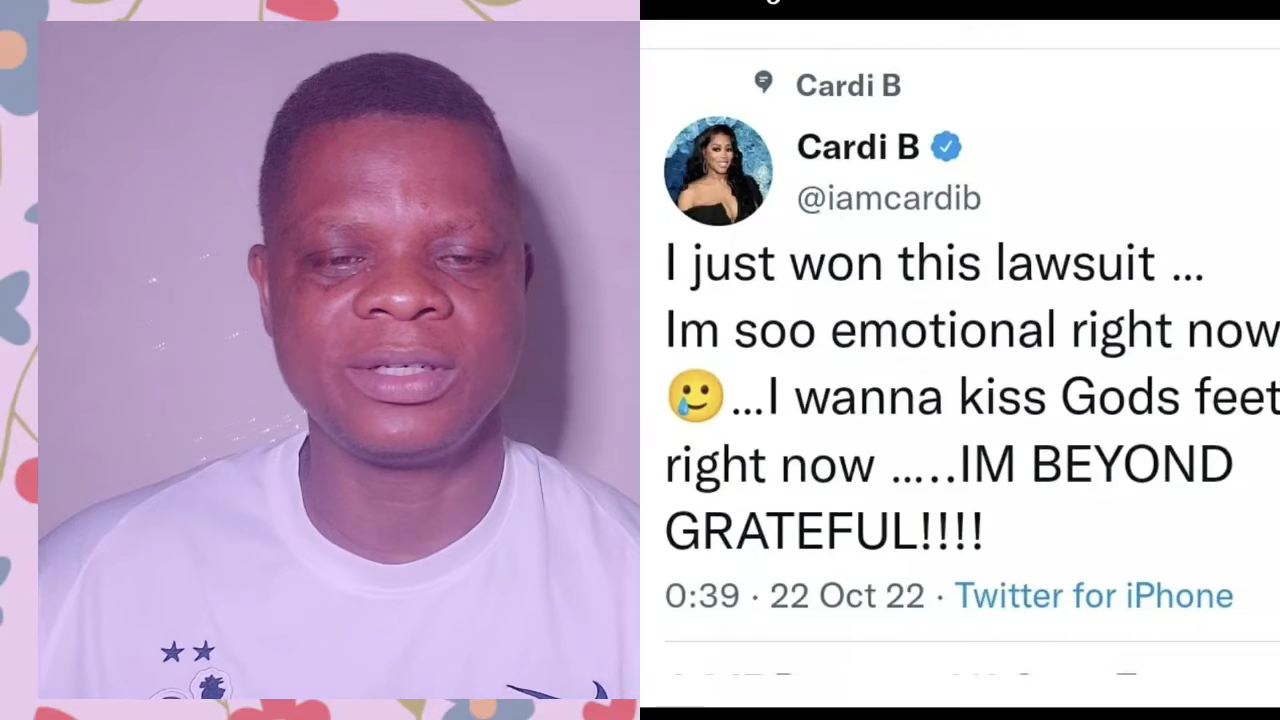 Cardi B
Cardi B
@iamcardib
I just won this lawsuit ...
Im soo emotional right now
🥲...I wanna kiss Gods feet
right now .....IM BEYOND
GRATEFUL!!!!
0:39 · 22 Oct 22 · Twitter for iPhone